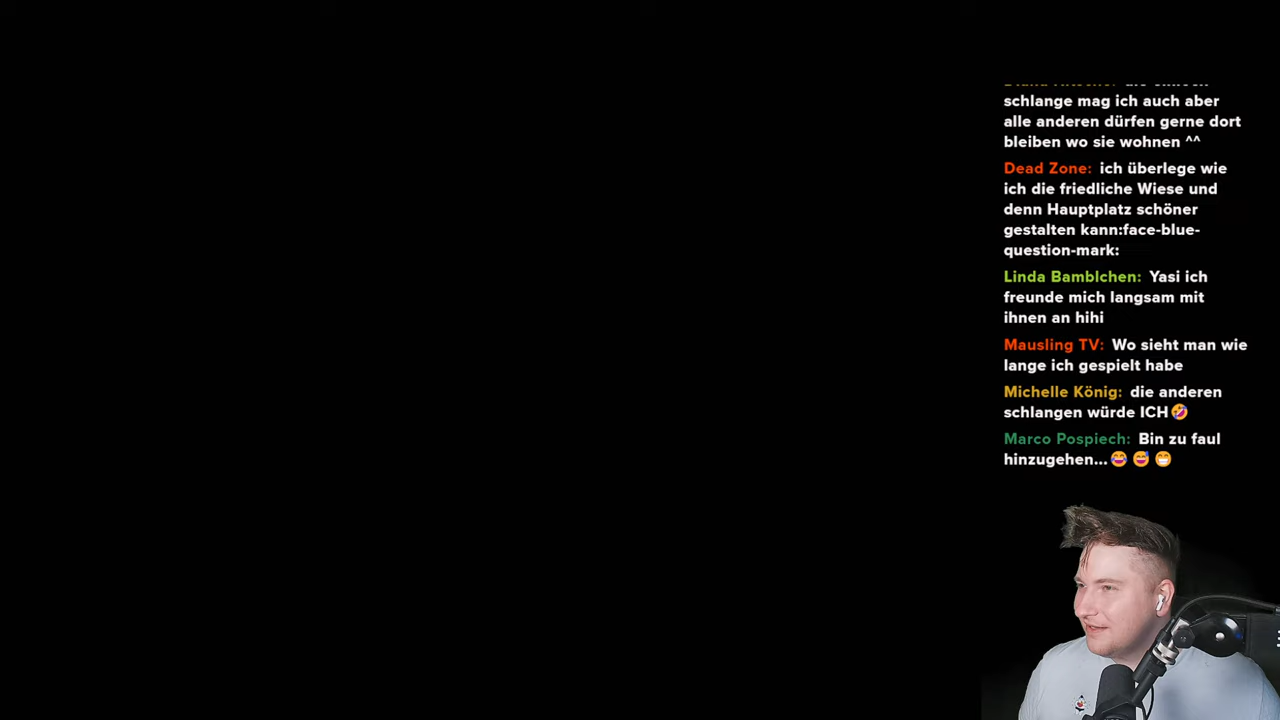 schlange mag ich auch aber
alle anderen dürfen gerne dort
bleiben wo sie wohnen ^^
Dead Zone: ich überlege wie
ich die friedliche Wiese und
denn Hauptplatz schöner
gestalten kann:face-blue-
question-mark:
Linda Bamblchen: Yasi ich
freunde mich langsam mit
ihnen an hihi
Mausling TV: Wo sieht man wie
lange ich gespielt habe
Michelle König: die anderen
schlangen würde ICH🤣
Marco Pospiech: Bin zu faul
hinzugehen...😂 😅 😁